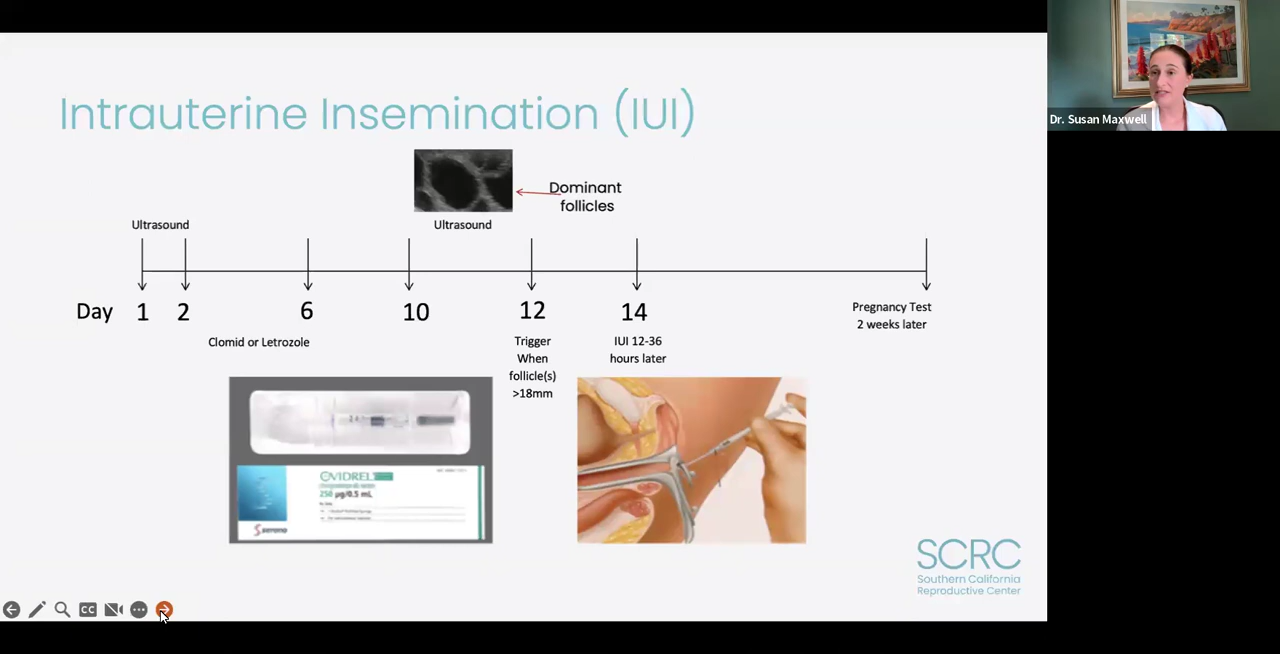 Intrauterine Insemination (IUI)
Dr. Susan Maxwell
Dominant
follicles
Ultrasound
Ultrasound
Day
1
2
6
10
12
14
Pregnancy Test
2 weeks later
Clomid or Letrozole
Trigger
When
follicle(s)
>18mm
IUI 12-36
hours later
OVIDREL
250 µg/0.5 mL
serono
SCRC
Southern California
Reproductive Center
CC